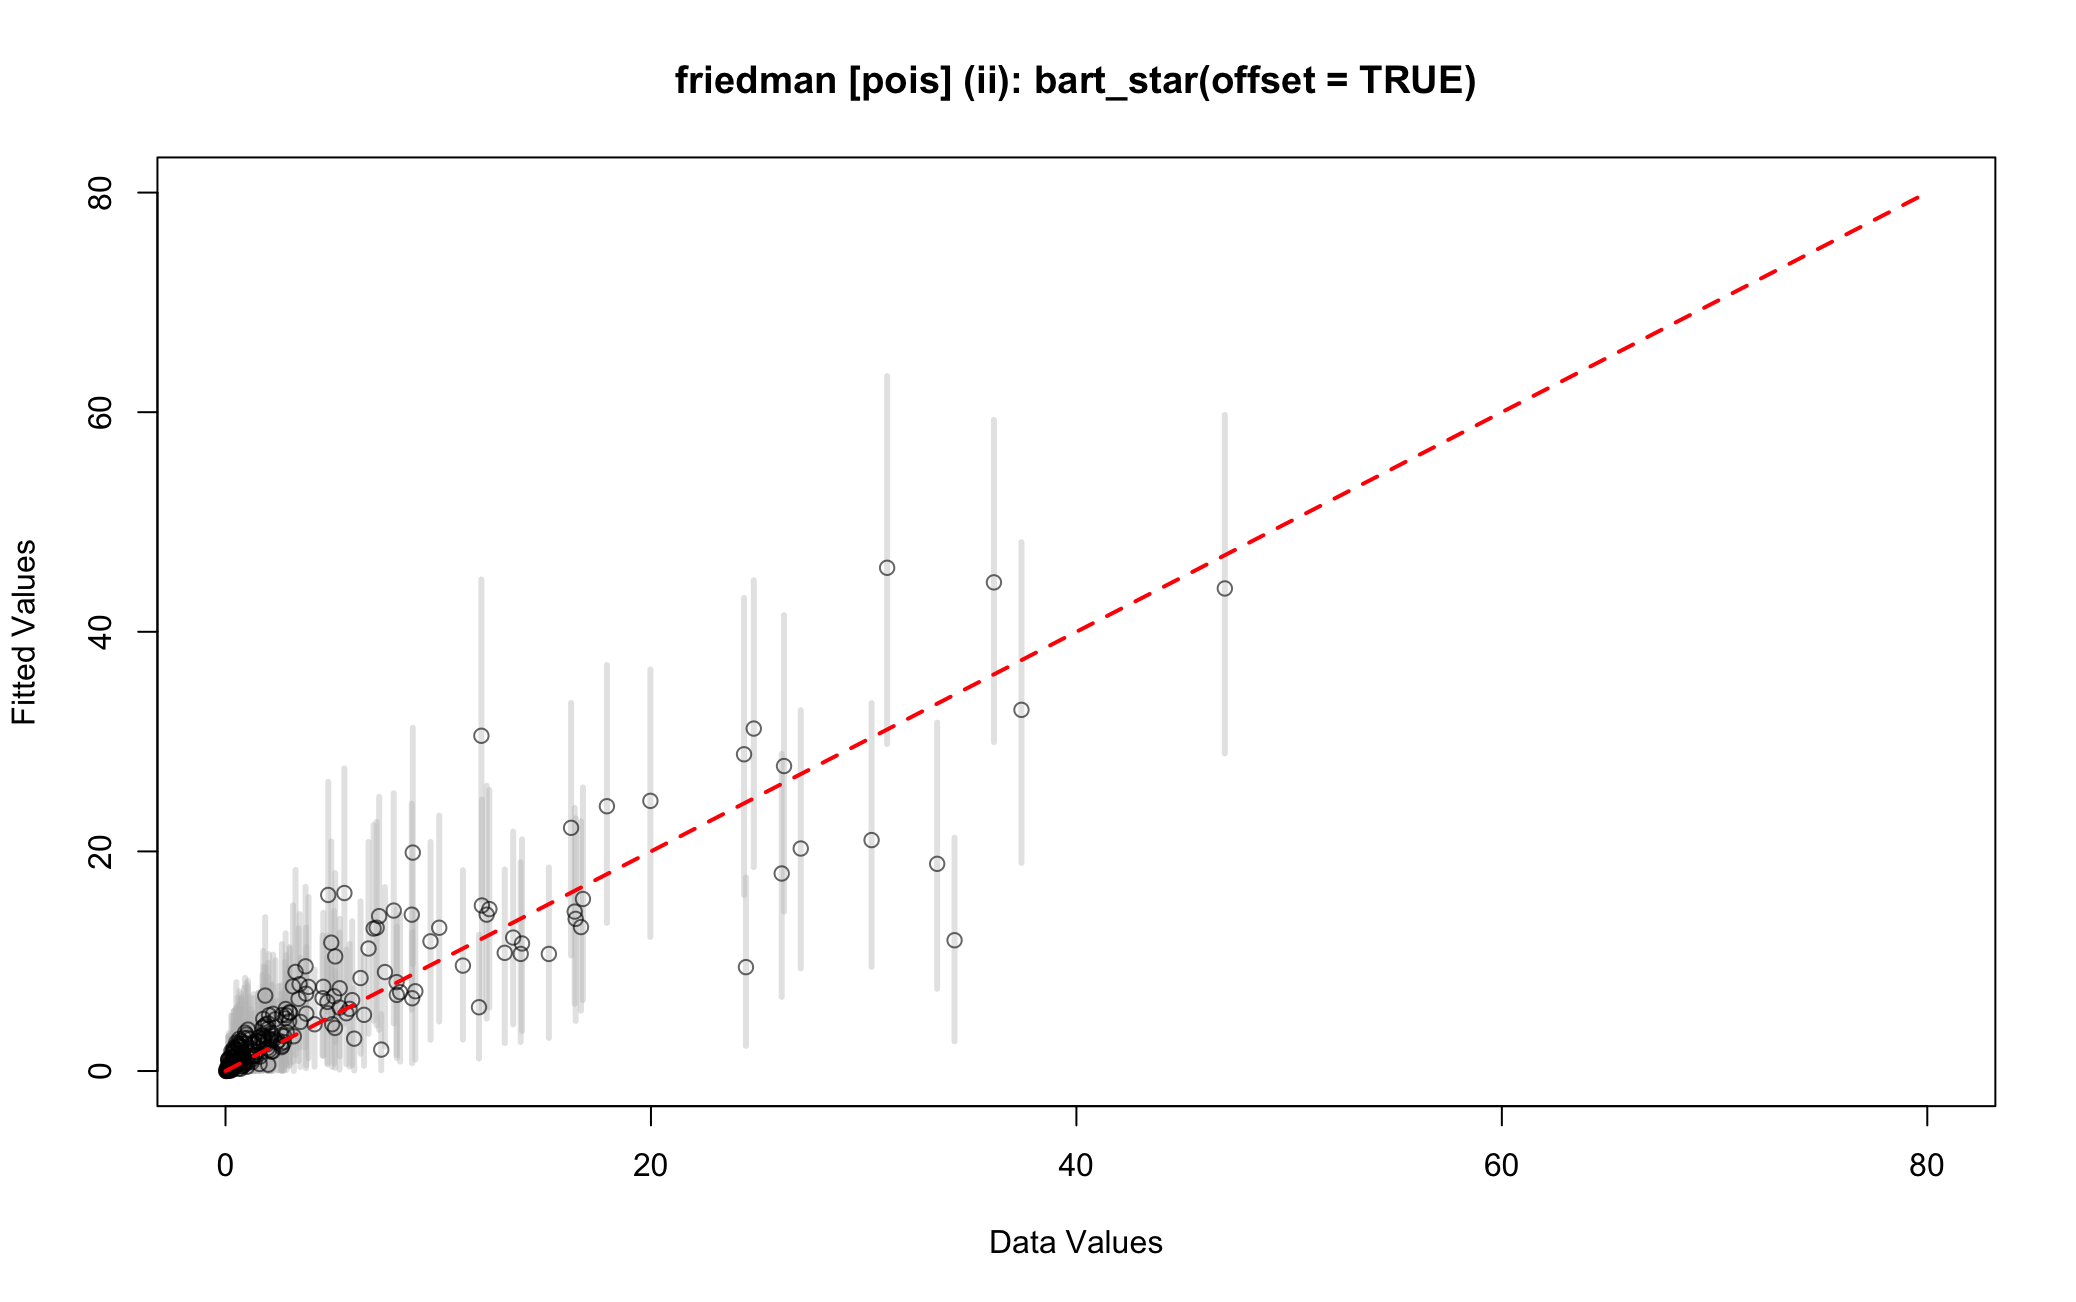 friedman [pois] (ii): bart_star(offset = TRUE)
Fitted Values
80
60
40
20
0
0 20 40 60 80
Data Values